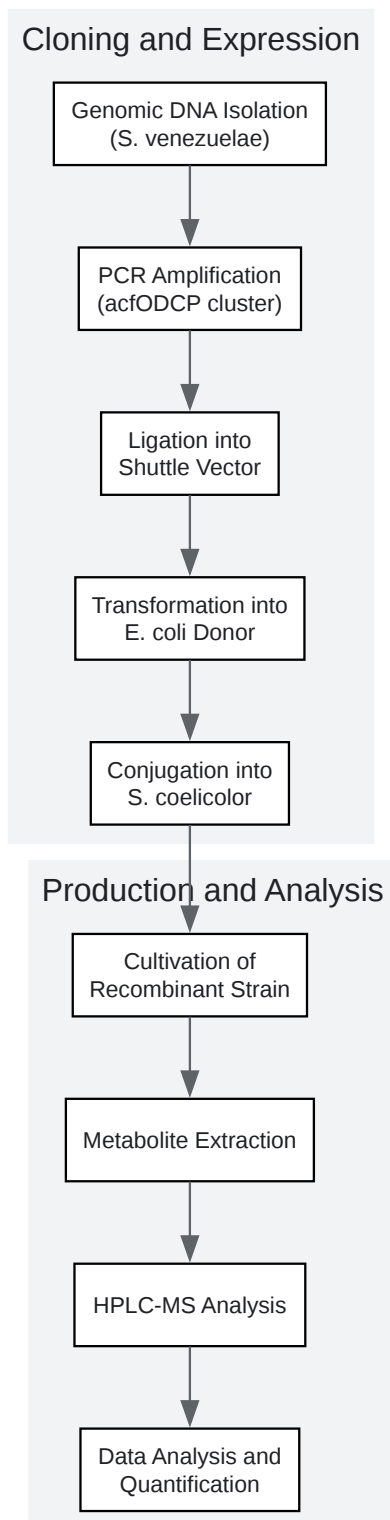 Cloning and Expression
Genomic DNA Isolation
(S. venezuelae)
PCR Amplification
(acfODCP cluster)
Ligation into
Shuttle Vector
Transformation into
E. coli Donor
Conjugation into
S. coelicolor
Production and Analysis
Cultivation of
Recombinant Strain
Metabolite Extraction
HPLC-MS Analysis
Data Analysis and
Quantification